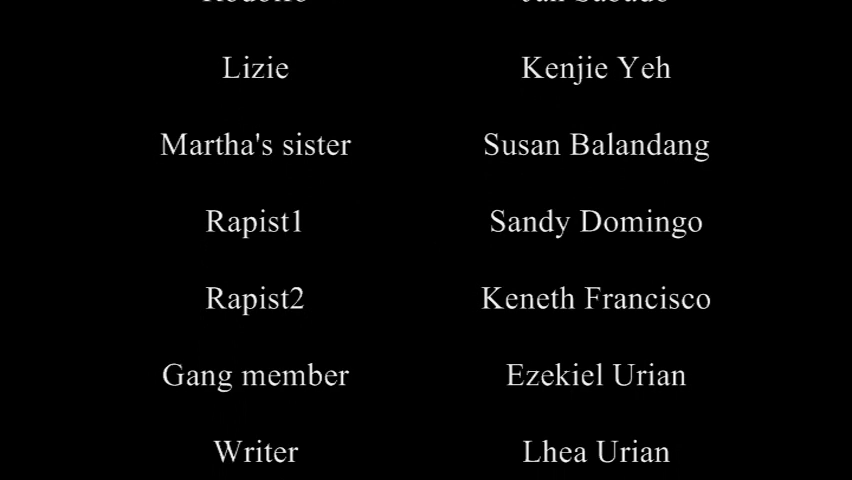 Lizie Kenjie Yeh
Martha's sister Susan Balandang
Rapist1 Sandy Domingo
Rapist2 Keneth Francisco
Gang member Ezekiel Urian
Writer Lhea Urian